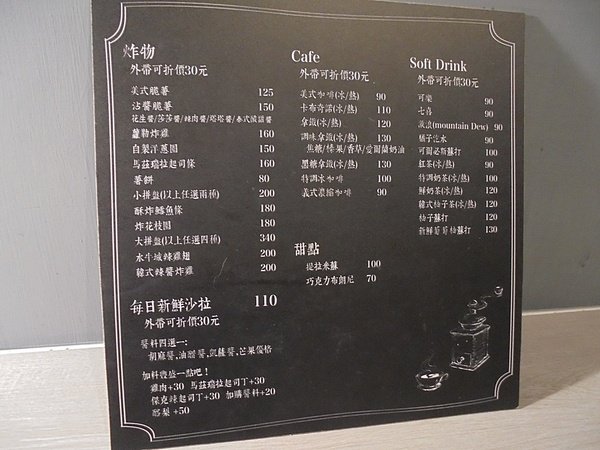 炸物
外帶可折價30元
美式脆薯 125
沾醬脆薯 150
花生醬/莎莎醬/辣肉醬/塔塔醬/泰式酸甜醬
蘿勒炸雞 160
自製洋蔥圈 150
馬茲瑞拉起司條 160
薯餅 80
小拼盤(以上任選兩種) 200
酥炸鱈魚條 180
炸花枝圈 180
大拼盤(以上任選四種) 340
水牛城辣雞翅 200
韓式辣醬炸雞 200
每日新鮮沙拉 110
外帶可折價30元
醬料四選一:
胡麻醬,油醋醬,凱薩醬,芒果優格
加料豐盛一點吧!
雞肉+30 馬茲瑞拉起司丁+30
保克辣起司丁+30 加購醬料+20
酪梨 +50
Cafe
外帶可折價30元
美式咖啡(冰/熱) 90
卡布奇諾(冰/熱) 110
拿鐵(冰/熱) 120
調味拿鐵(冰/熱) 130
焦糖/榛果/香草/愛爾蘭奶油
黑糖拿鐵(冰/熱) 130
特調冰咖啡 100
義式濃縮咖啡 90
甜點
提拉米蘇 100
巧克力布朗尼 70
Soft Drink
外帶可折價30元
可樂 90
七喜 90
激浪(mountain Dew) 90
橘子汽水 90
可爾必斯蘇打 100
紅茶(冰/熱) 90
特調奶茶(冰/熱) 100
鮮奶茶(冰/熱) 120
韓式柚子茶(冰/熱) 120
柚子蘇打 120
新鮮葡萄柚蘇打 130